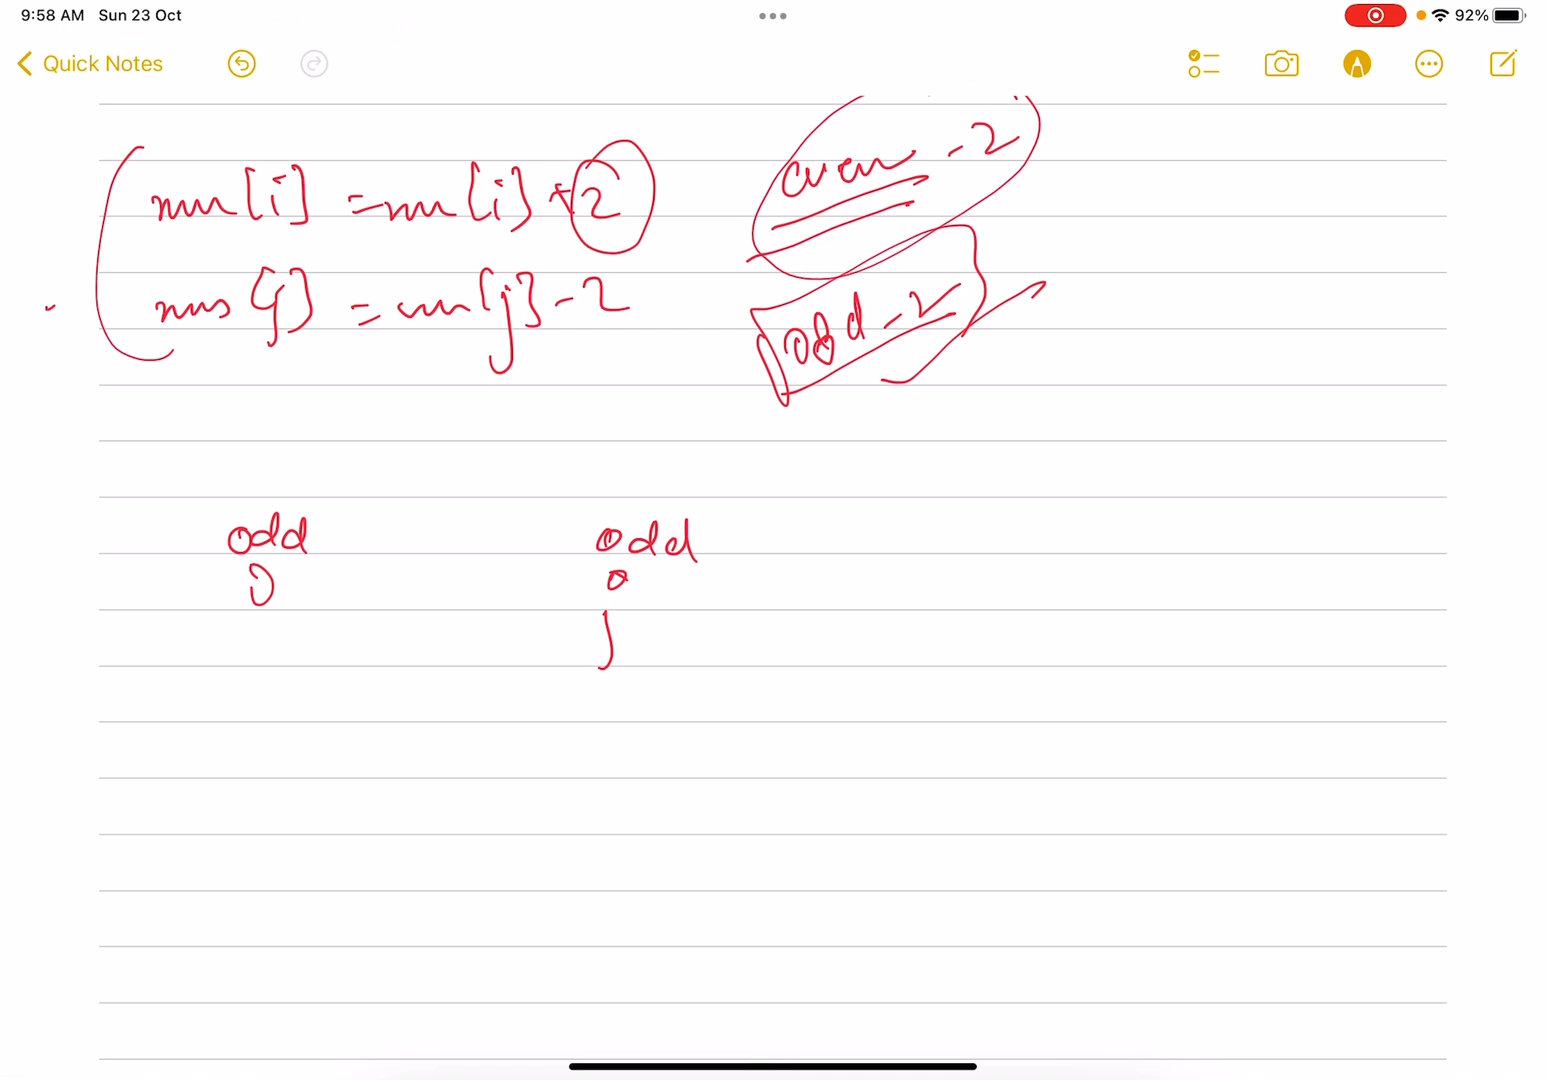 9:58 AM Sun 23 Oct
92%
Quick Notes
nums[i] = nums[i] + 2
nums[j] = nums[j] - 2
even - 2
odd - 2
odd odd
j